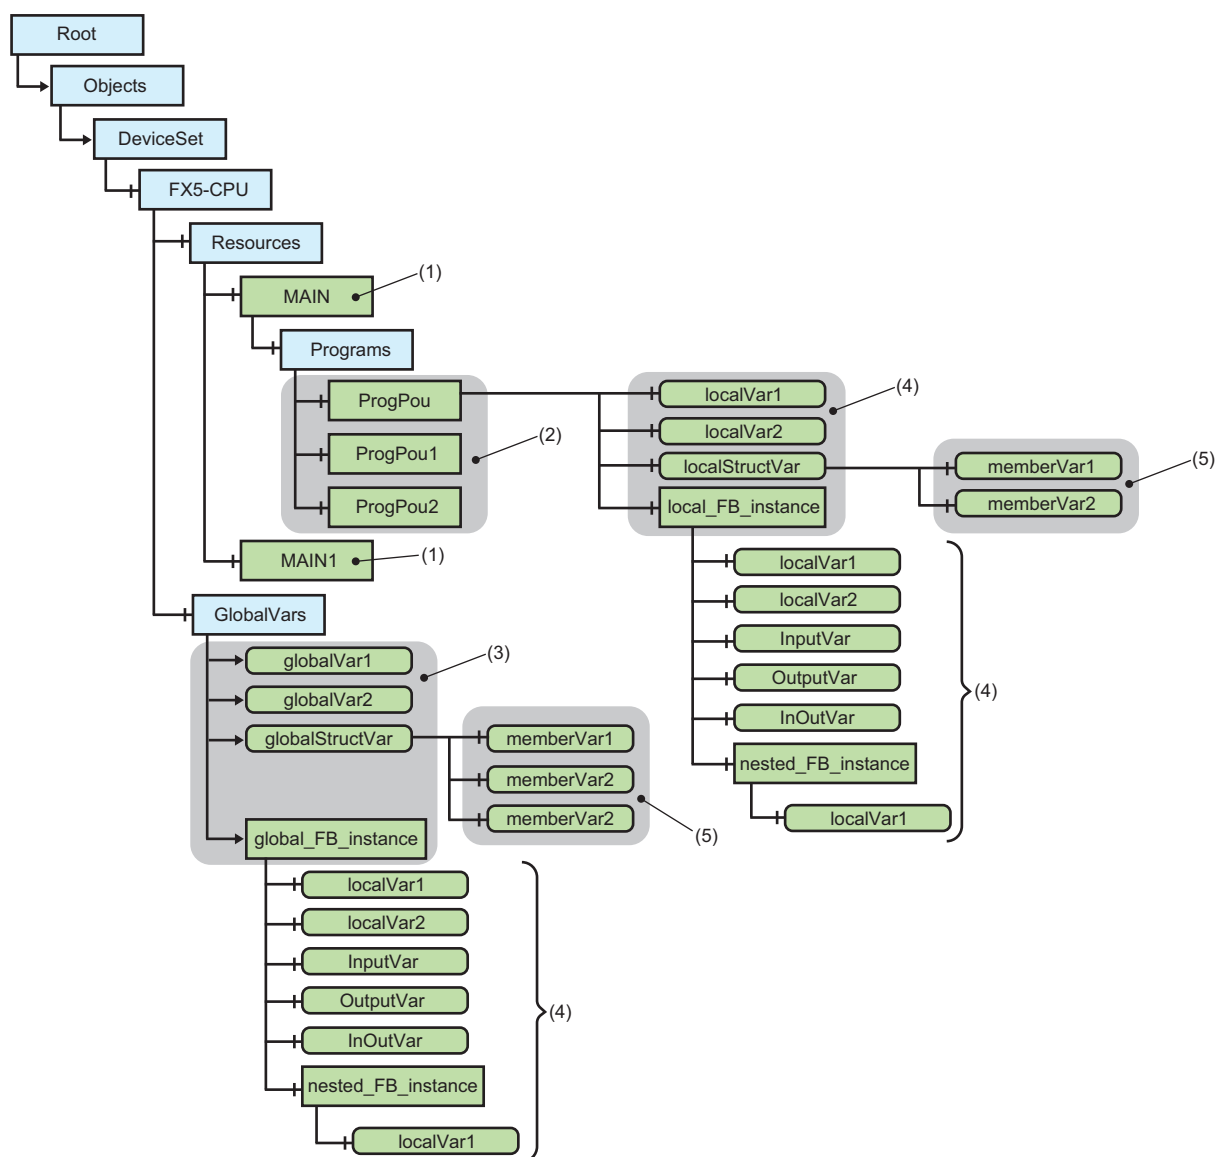 Root
Objects
DeviceSet
FX5-CPU
Resources
MAIN
(1)
Programs
ProgPou
ProgPou1
ProgPou2
(2)
localVar1
localVar2
localStructVar
local_FB_instance
(4)
memberVar1
memberVar2
(5)
localVar1
localVar2
InputVar
OutputVar
InOutVar
nested_FB_instance
localVar1
(4)
MAIN1
(1)
GlobalVars
globalVar1
globalVar2
globalStructVar
global_FB_instance
(3)
memberVar1
memberVar2
memberVar2
(5)
localVar1
localVar2
InputVar
OutputVar
InOutVar
nested_FB_instance
localVar1
(4)